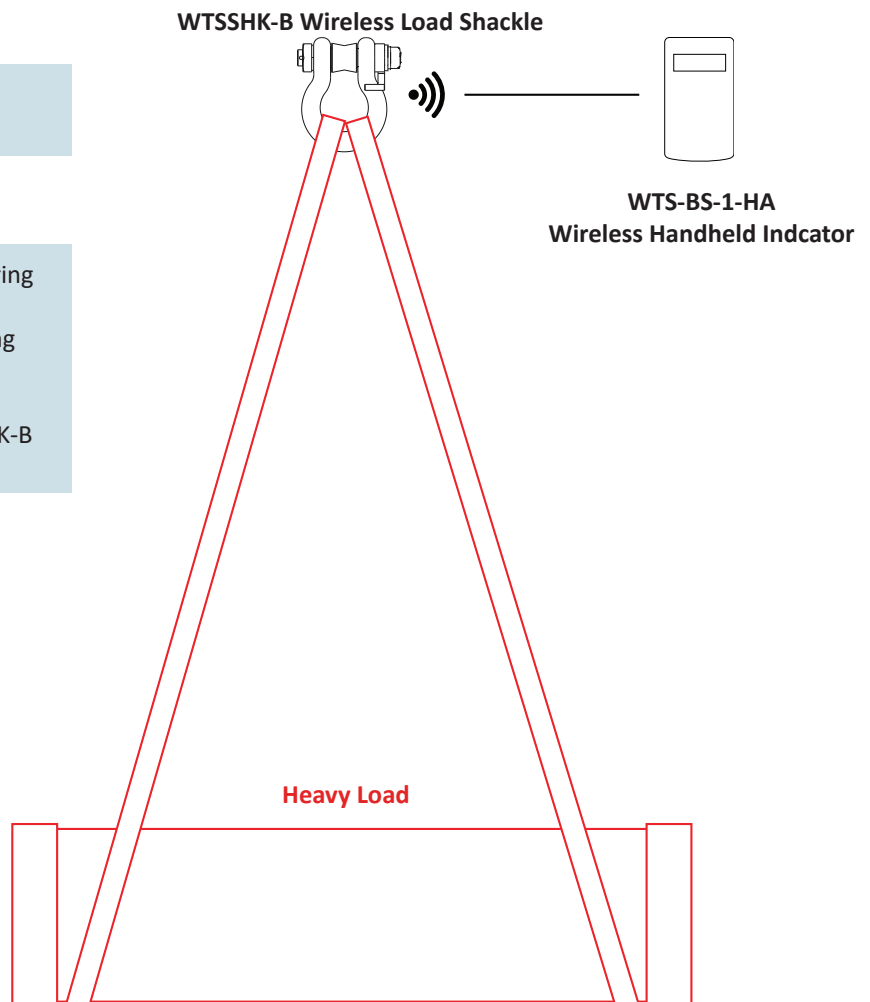 WTSSHK-B Wireless Load Shackle
WTS-BS-1-HA
Wireless Handheld Indcator
K-B
Heavy Load